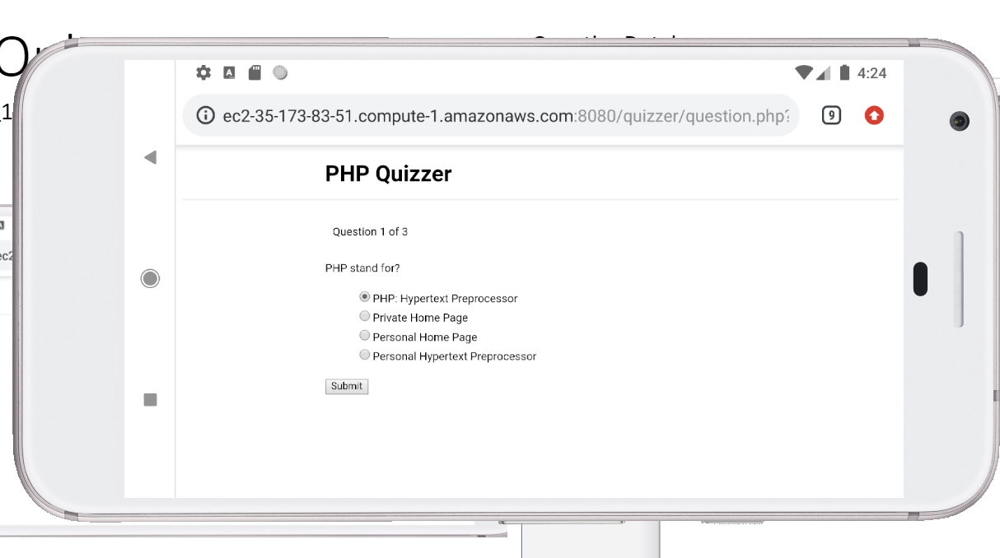 4:24
ec2-35-173-83-51.compute-1.amazonaws.com:8080/quizzer/question.php?
9
PHP Quizzer
Question 1 of 3
PHP stand for?
PHP: Hypertext Preprocessor
Private Home Page
Personal Home Page
Personal Hypertext Preprocessor
Submit
ec2